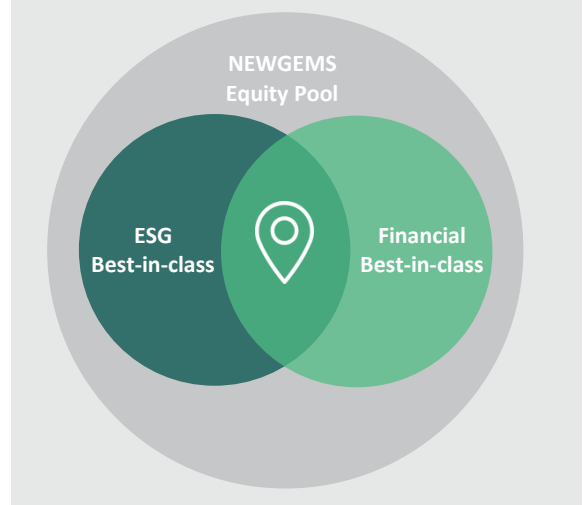 NEWGEMS
Equity Pool
ESG
Best-in-class
Financial
Best-in-class